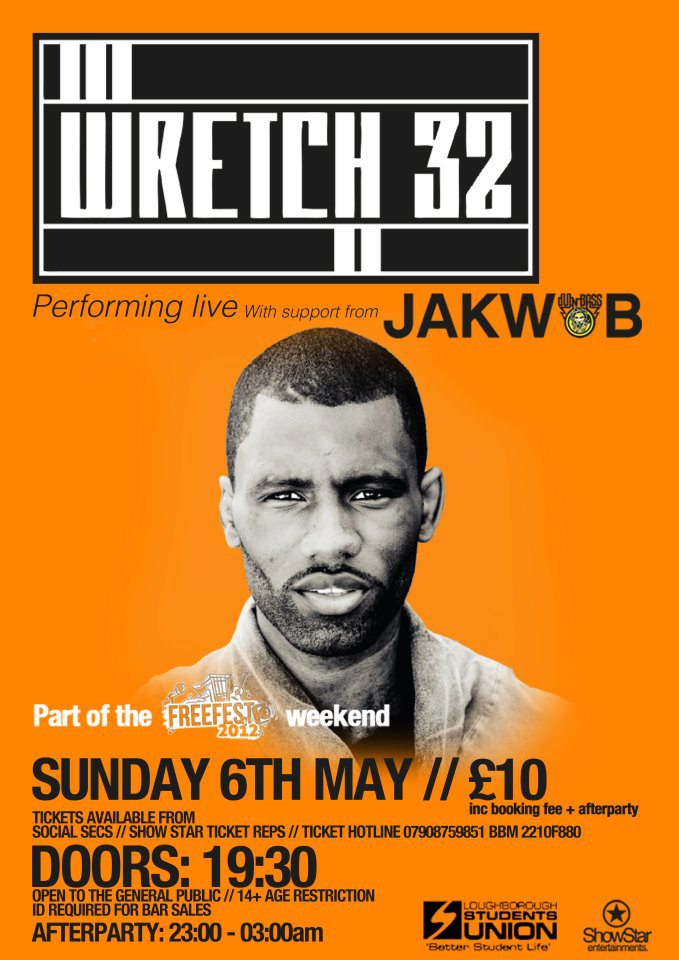 WRETCH 32
Performing live With support from JAKWOB
DUB N BASS
Part of the FREEFEST 2012 weekend
SUNDAY 6TH MAY // £10
inc booking fee + afterparty
TICKETS AVAILABLE FROM
SOCIAL SECS // SHOW STAR TICKET REPS // TICKET HOTLINE 07908759851 BBM 2210F880
DOORS: 19:30
OPEN TO THE GENERAL PUBLIC // 14+ AGE RESTRICTION
ID REQUIRED FOR BAR SALES
AFTERPARTY: 23:00 - 03:00am
LOUGHBOROUGH
STUDENTS
UNION
'Better Student Life'
ShowStar
entertainments.